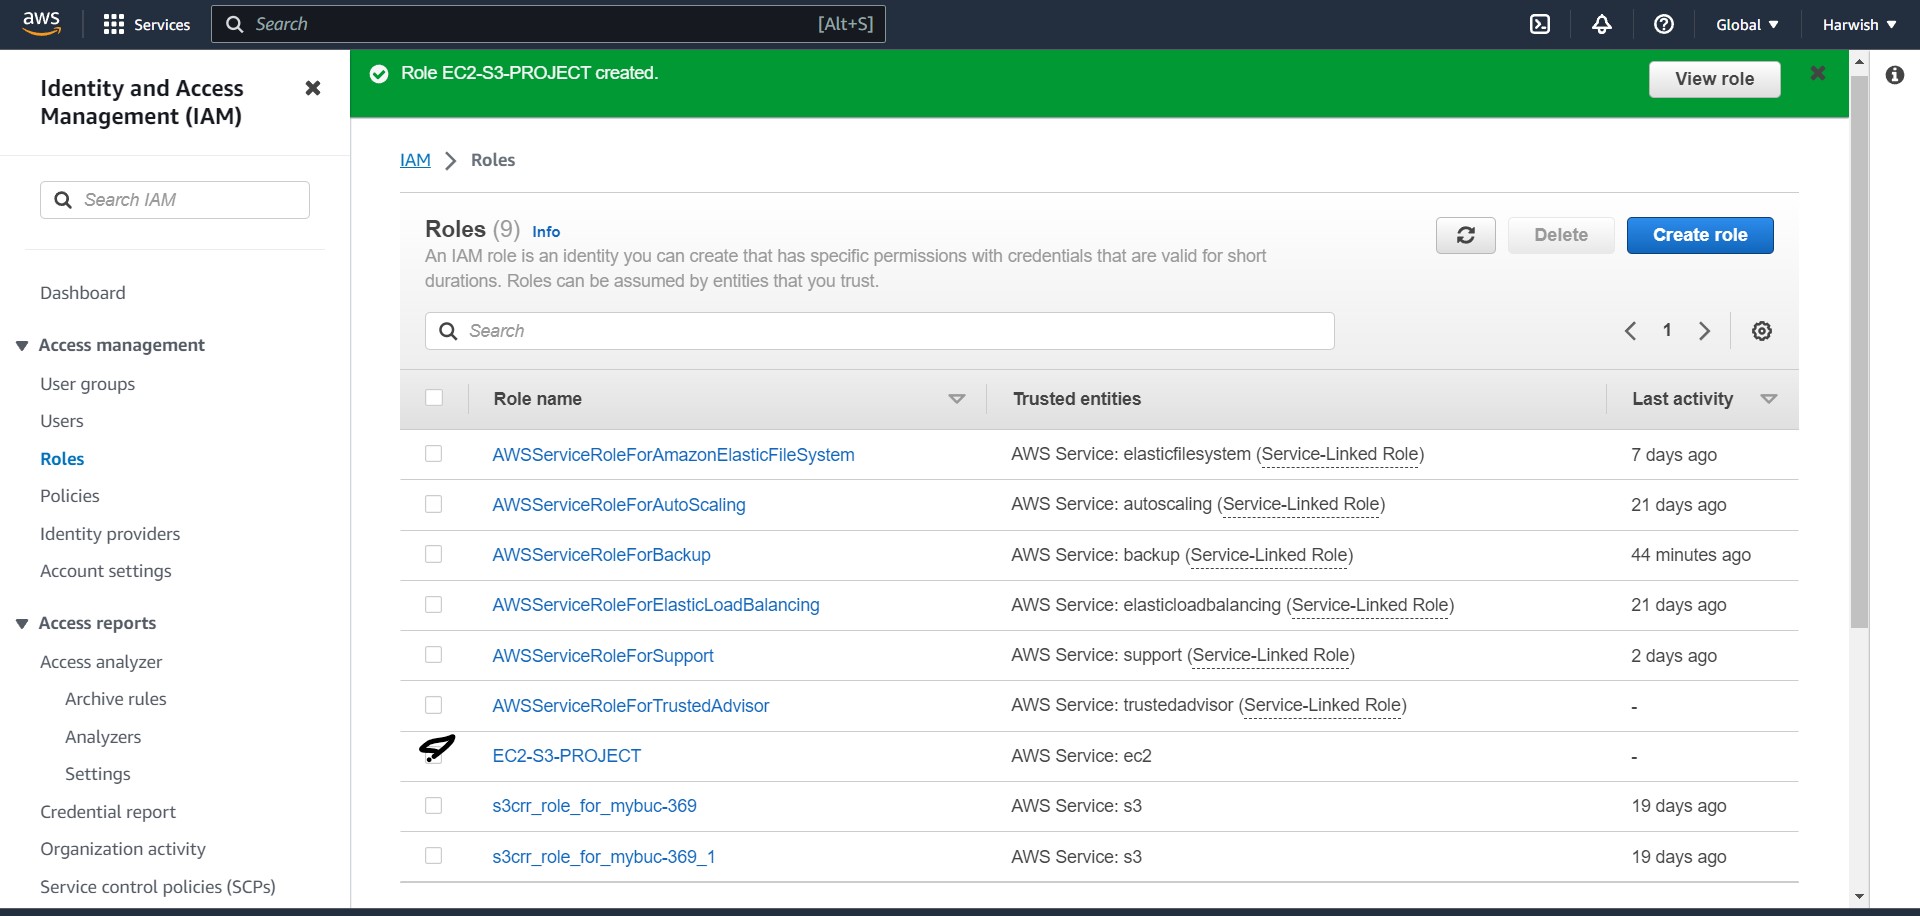 aws
Services
Search
[Alt+S]
Global
Harwish
Identity and Access
Management (IAM)
Search IAM
Dashboard
Access management
User groups
Users
Roles
Policies
Identity providers
Account settings
Access reports
Access analyzer
Archive rules
Analyzers
Settings
Credential report
Organization activity
Service control policies (SCPs)
Role EC2-S3-PROJECT created.
View role
IAM > Roles
Roles (9) Info
An IAM role is an identity you can create that has specific permissions with credentials that are valid for short
durations. Roles can be assumed by entities that you trust.
Delete
Create role
Search
1
Role name Trusted entities Last activity
AWSServiceRoleForAmazonElasticFileSystem AWS Service: elasticfilesystem (Service-Linked Role) 7 days ago
AWSServiceRoleForAutoScaling AWS Service: autoscaling (Service-Linked Role) 21 days ago
AWSServiceRoleForBackup AWS Service: backup (Service-Linked Role) 44 minutes ago
AWSServiceRoleForElasticLoadBalancing AWS Service: elasticloadbalancing (Service-Linked Role) 21 days ago
AWSServiceRoleForSupport AWS Service: support (Service-Linked Role) 2 days ago
AWSServiceRoleForTrustedAdvisor AWS Service: trustedadvisor (Service-Linked Role) -
EC2-S3-PROJECT AWS Service: ec2 -
s3crr_role_for_mybuc-369 AWS Service: s3 19 days ago
s3crr_role_for_mybuc-369_1 AWS Service: s3 19 days ago